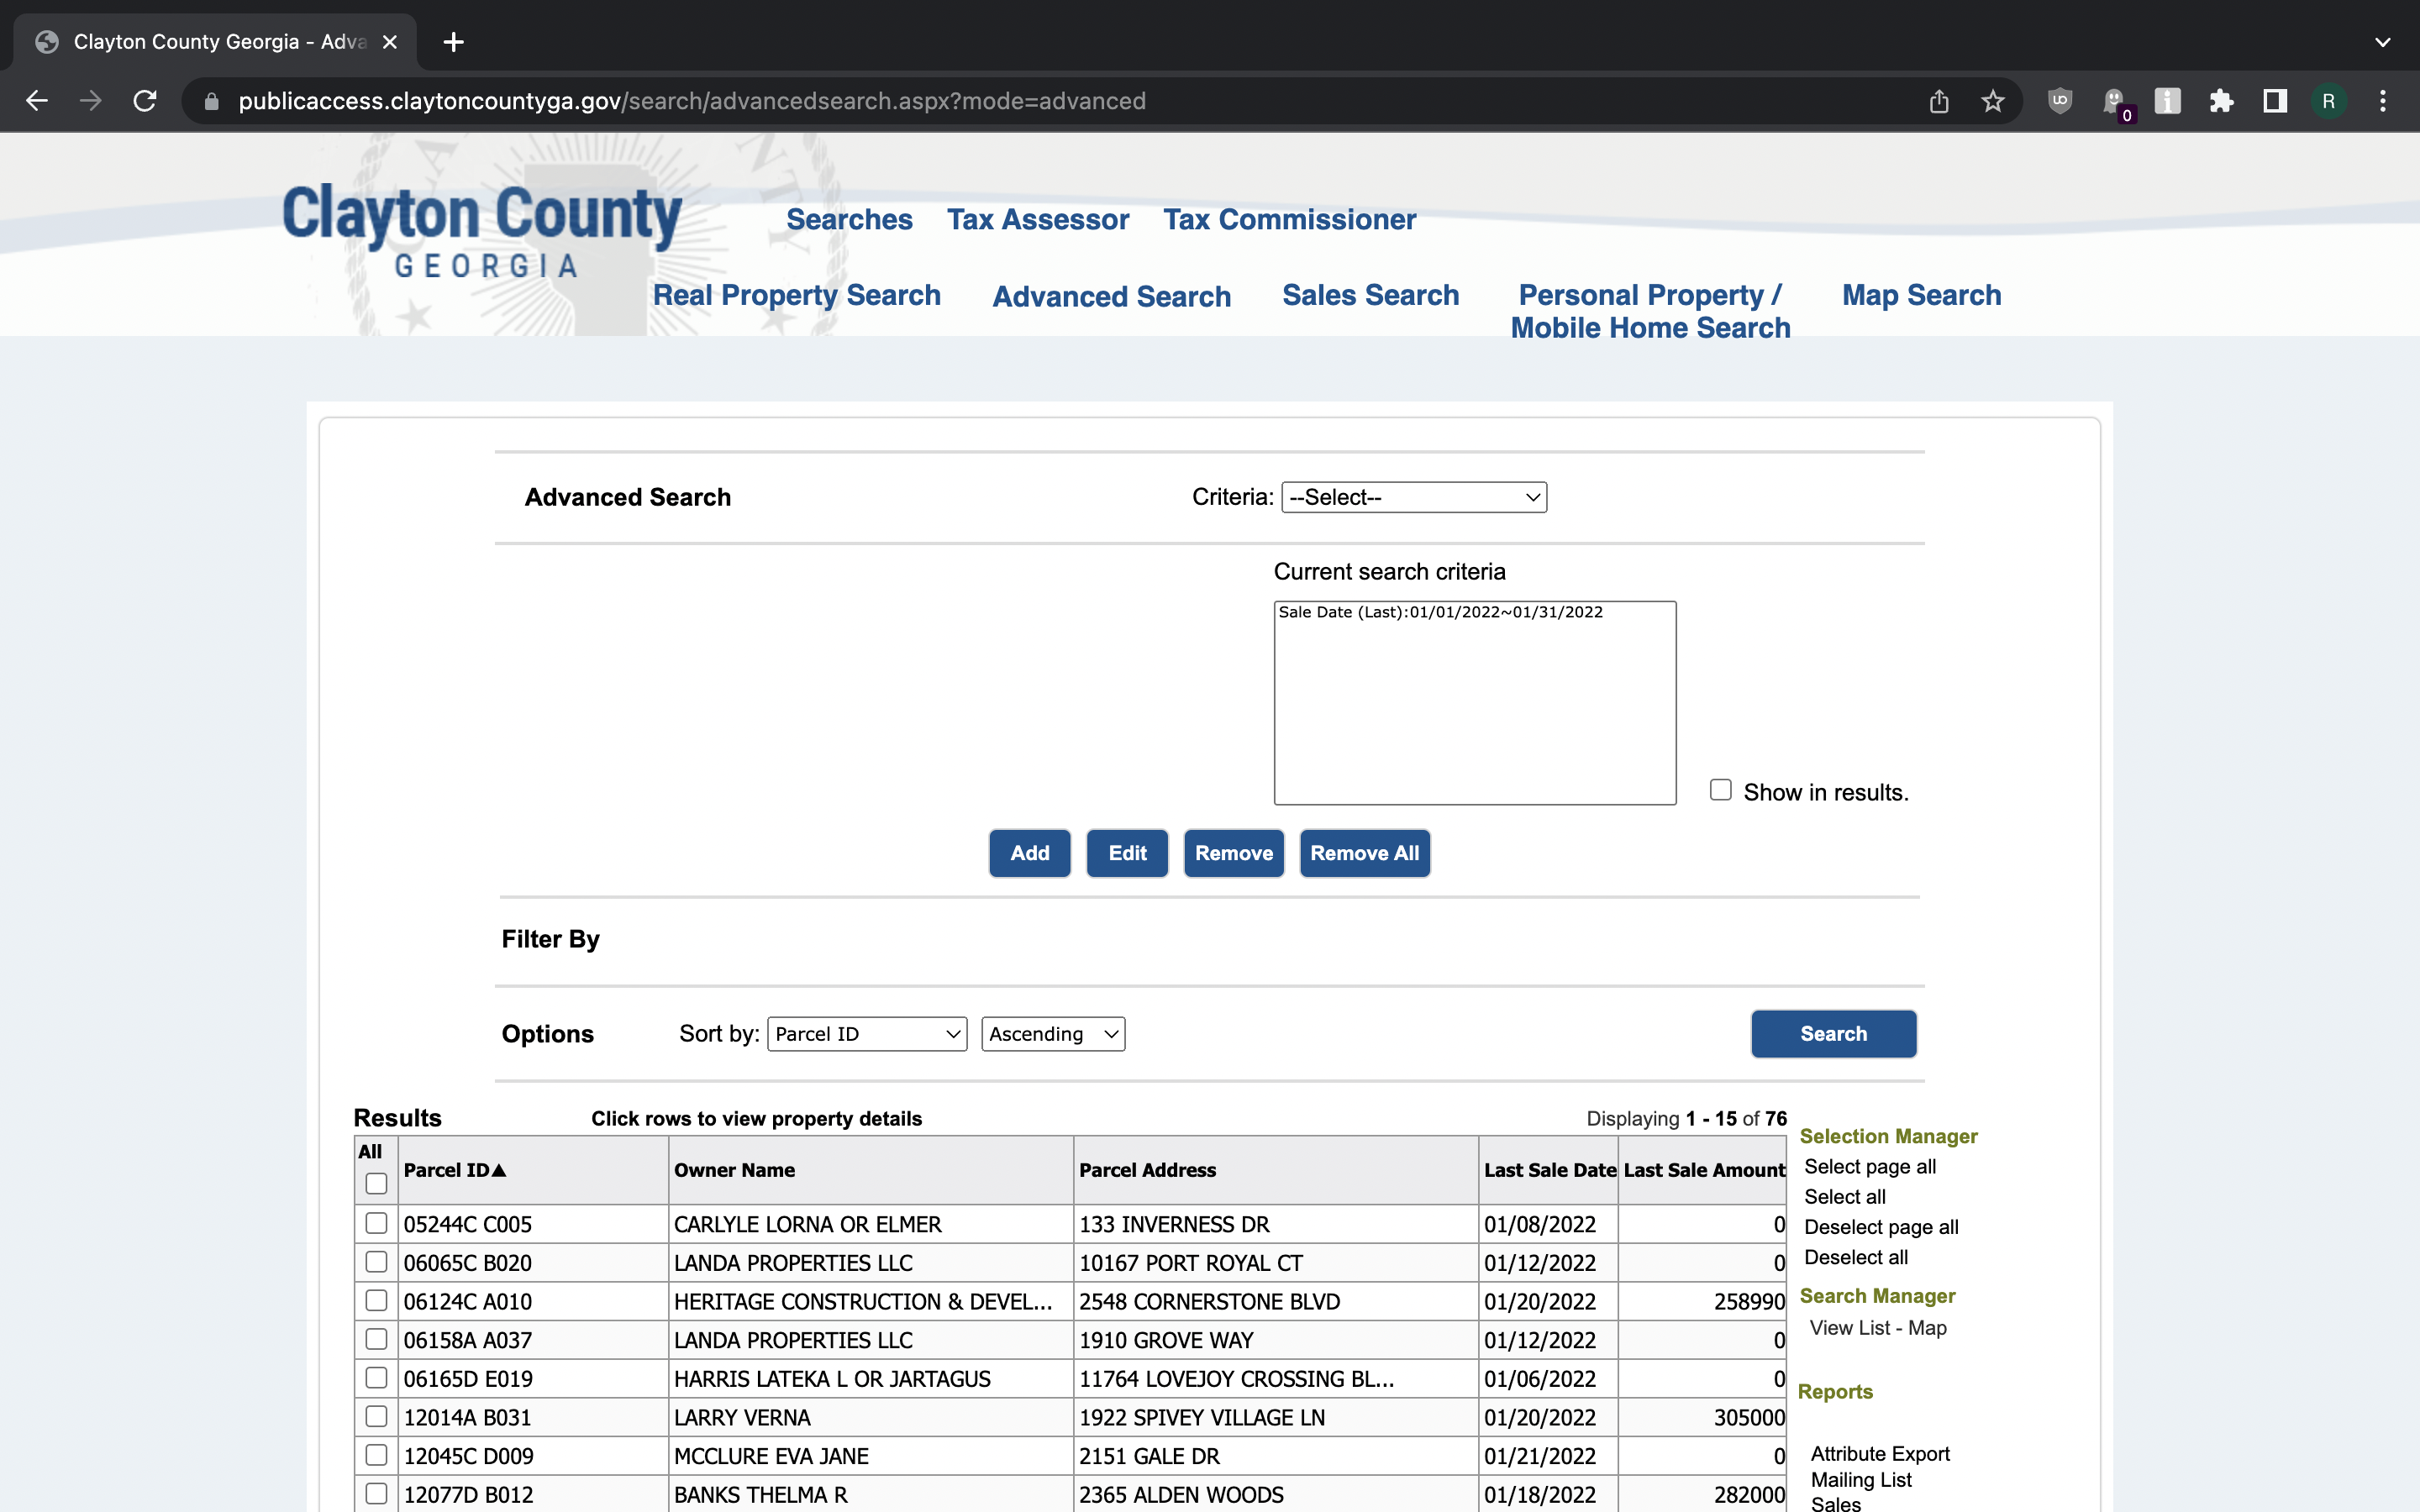 Clayton County Georgia - Adva
publicaccess.claytoncountyga.gov/search/advancedsearch.aspx?mode=advanced
0
R
Clayton County
GEORGIA
Searches Tax Assessor Tax Commissioner
Real Property Search Advanced Search Sales Search Personal Property / Mobile Home Search Map Search
Advanced Search Criteria: --Select--
Current search criteria
Sale Date (Last):01/01/2022~01/31/2022
Show in results.
Add Edit Remove Remove All
Filter By
Options Sort by: Parcel ID Ascending Search
Results Click rows to view property details Displaying 1 - 15 of 76
All Parcel ID▲ Owner Name Parcel Address Last Sale Date Last Sale Amount
05244C C005 CARLYLE LORNA OR ELMER 133 INVERNESS DR 01/08/2022 0
06065C B020 LANDA PROPERTIES LLC 10167 PORT ROYAL CT 01/12/2022 0
06124C A010 HERITAGE CONSTRUCTION & DEVEL... 2548 CORNERSTONE BLVD 01/20/2022 258990
06158A A037 LANDA PROPERTIES LLC 1910 GROVE WAY 01/12/2022 0
06165D E019 HARRIS LATEKA L OR JARTAGUS 11764 LOVEJOY CROSSING BL... 01/06/2022 0
12014A B031 LARRY VERNA 1922 SPIVEY VILLAGE LN 01/20/2022 305000
12045C D009 MCCLURE EVA JANE 2151 GALE DR 01/21/2022 0
12077D B012 BANKS THELMA R 2365 ALDEN WOODS 01/18/2022 282000
Selection Manager
Select page all
Select all
Deselect page all
Deselect all
Search Manager
View List - Map
Reports
Attribute Export
Mailing List
Sales